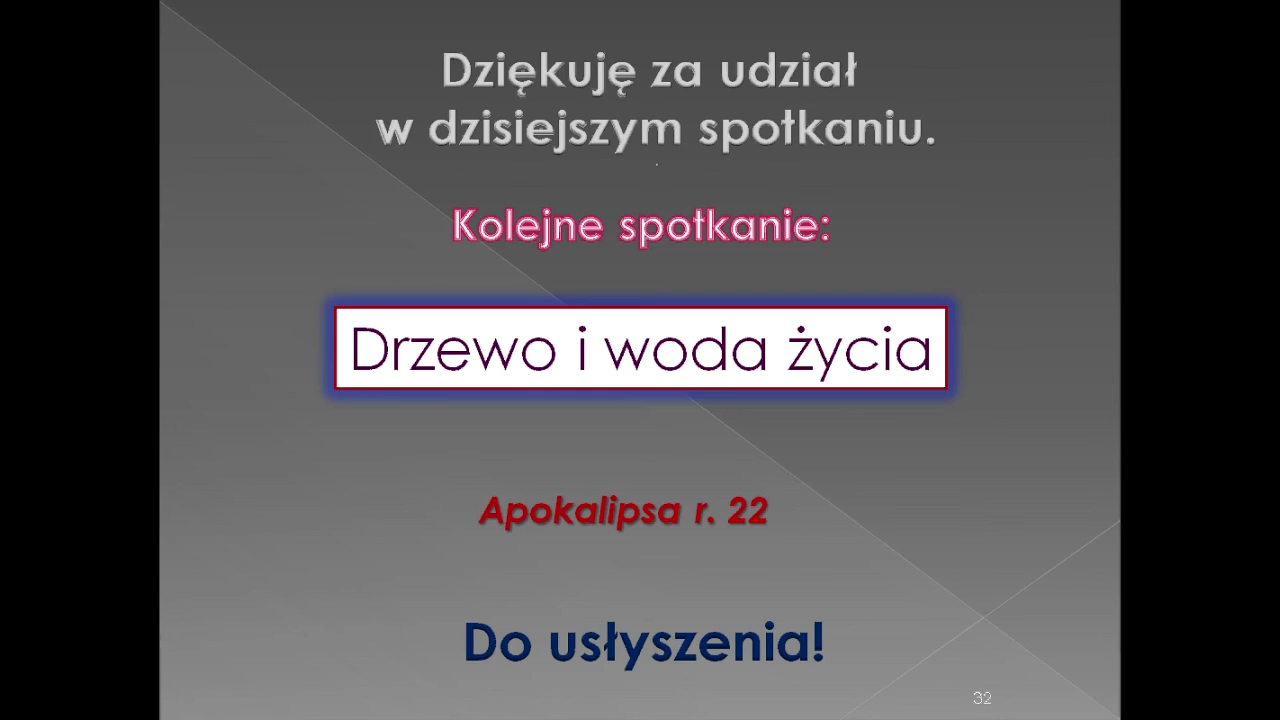 Dziękuję za udział
w dzisiejszym spotkaniu.
.
Kolejne spotkanie:
Drzewo i woda życia
Apokalipsa r. 22
Do usłyszenia!
32